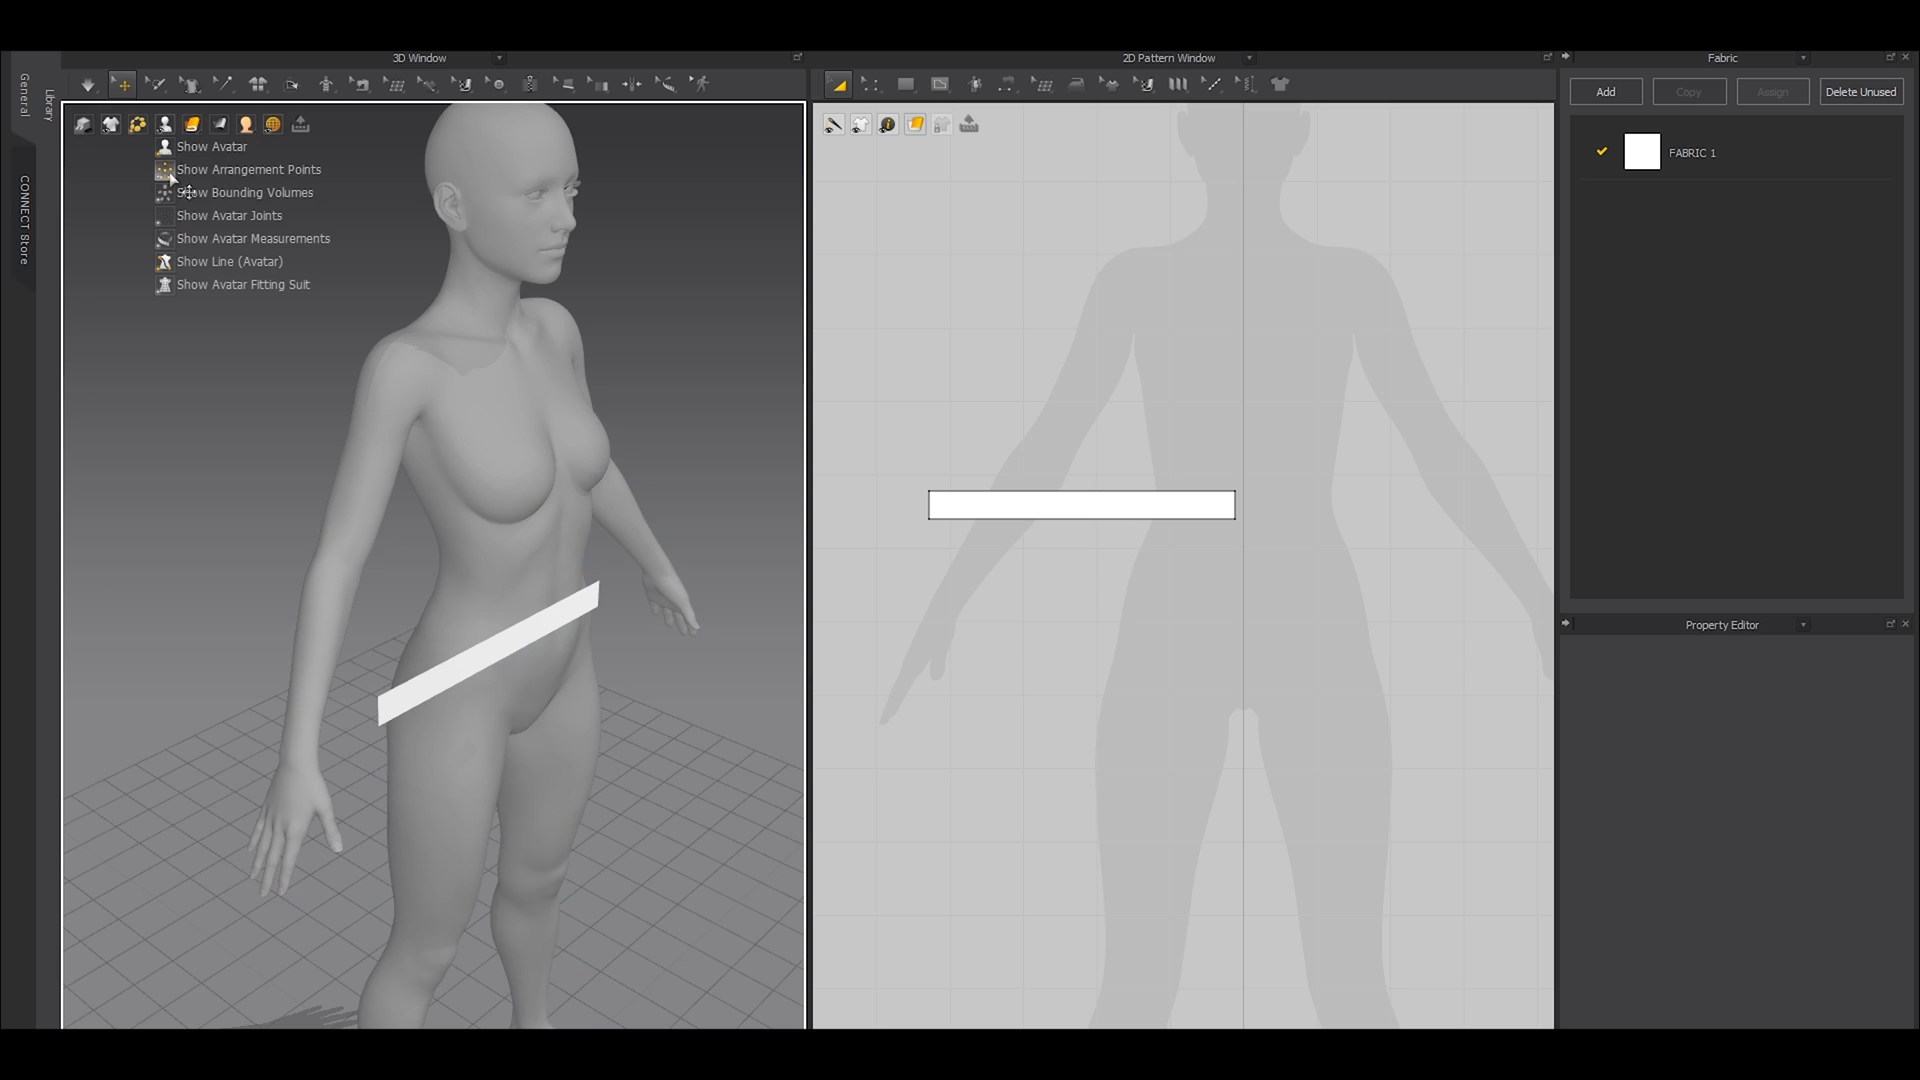 3D Window
2D Pattern Window
Fabric
General
Library
CONNECT Store
Add
Copy
Assign
Delete Unused
FABRIC 1
Show Avatar
Show Arrangement Points
Show Bounding Volumes
Show Avatar Joints
Show Avatar Measurements
Show Line (Avatar)
Show Avatar Fitting Suit
Property Editor